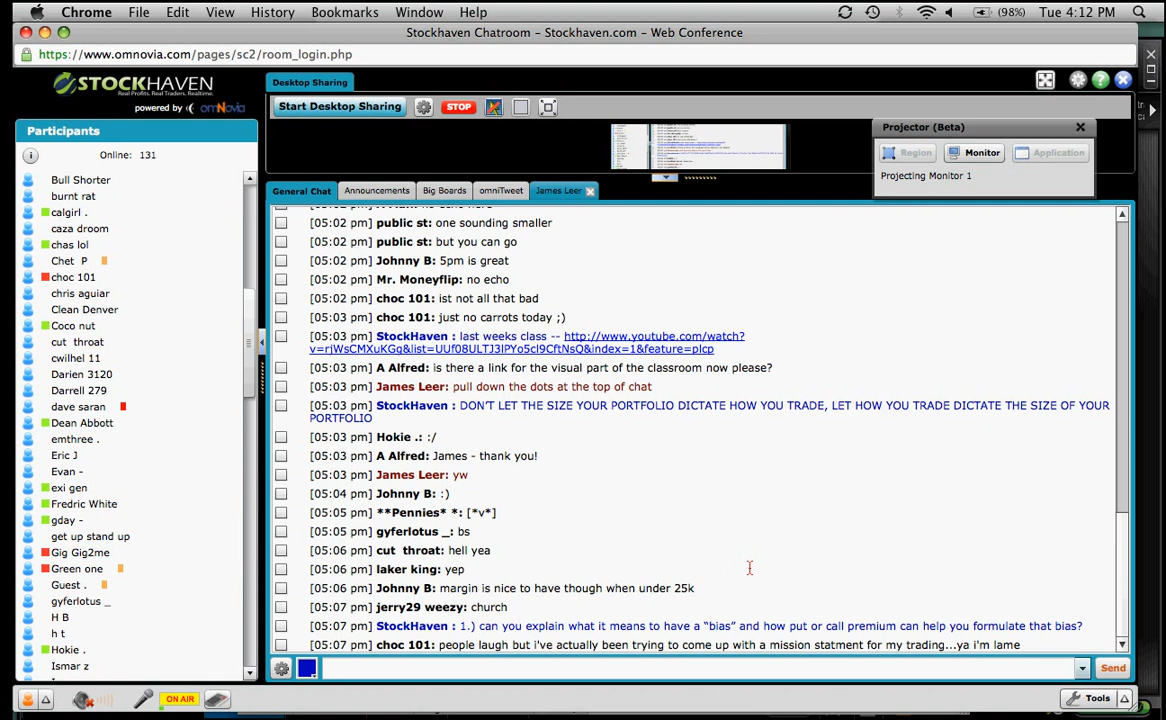 Chrome File Edit View History Bookmarks Window Help (98%) Tue 4:12 PM
Stockhaven Chatroom – Stockhaven.com – Web Conference
https://www.omnovia.com/pages/sc2/room_login.php
STOCKHAVEN
Real Profits. Real Traders. Realtime.
powered by omNovia
Desktop Sharing
Start Desktop Sharing STOP
Projector (Beta)
Region Monitor Application
Projecting Monitor 1
Participants
Online: 131
Bull Shorter
burnt rat
calgirl .
caza droom
chas lol
Chet P
choc 101
chris aguiar
Clean Denver
Coco nut
cut throat
cwilhel 11
Darien 3120
Darrell 279
dave saran
Dean Abbott
emthree .
Eric J
Evan -
exi gen
Fredric White
gday -
get up stand up
Gig Gig2me
Green one
Guest .
gyferlotus _
H B
h t
Hokie .
Ismar z
General Chat Announcements Big Boards omniTweet James Leer
[05:02 pm] public st: one sounding smaller
[05:02 pm] public st: but you can go
[05:02 pm] Johnny B: 5pm is great
[05:02 pm] Mr. Moneyflip: no echo
[05:02 pm] choc 101: ist not all that bad
[05:02 pm] choc 101: just no carrots today ;)
[05:03 pm] StockHaven : last weeks class -- http://www.youtube.com/watch?
v=rjWsCMXuKGg&list=UUf08ULTJ3lPYo5cl9CftNsQ&index=1&feature=plcp
[05:03 pm] A Alfred: is there a link for the visual part of the classroom now please?
[05:03 pm] James Leer: pull down the dots at the top of chat
[05:03 pm] StockHaven : DON'T LET THE SIZE YOUR PORTFOLIO DICTATE HOW YOU TRADE, LET HOW YOU TRADE DICTATE THE SIZE OF YOUR
PORTFOLIO
[05:03 pm] Hokie .: :/
[05:03 pm] A Alfred: James - thank you!
[05:03 pm] James Leer: yw
[05:04 pm] Johnny B: :)
[05:05 pm] **Pennies* *: [*v*]
[05:05 pm] gyferlotus _: bs
[05:06 pm] cut throat: hell yea
[05:06 pm] laker king: yep
[05:06 pm] Johnny B: margin is nice to have though when under 25k
[05:07 pm] jerry29 weezy: church
[05:07 pm] StockHaven : 1.) can you explain what it means to have a “bias” and how put or call premium can help you formulate that bias?
[05:07 pm] choc 101: people laugh but i've actually been trying to come up with a mission statment for my trading...ya i'm lame
Send
ON AIR
Tools